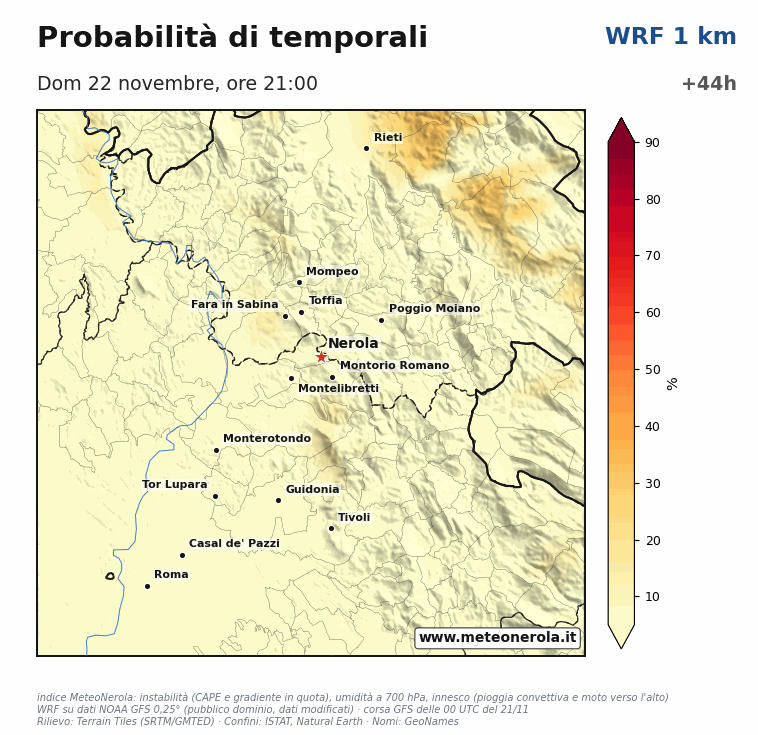 Probabilità di temporali
WRF 1 km
Dom 22 novembre, ore 21:00
+44h
Rieti
Mompeo
Toffia
Fara in Sabina
Poggio Moiano
Nerola
Montorio Romano
Montelibretti
Monterotondo
Tor Lupara
Guidonia
Tivoli
Casal de' Pazzi
Roma
www.meteonerola.it
90
80
70
60
50
40
30
20
10
%
indice MeteoNerola: instabilità (CAPE e gradiente in quota), umidità a 700 hPa, innesco (pioggia convettiva e moto verso l'alto)
WRF su dati NOAA GFS 0,25° (pubblico dominio, dati modificati) · corsa GFS delle 00 UTC del 21/11
Rilievo: Terrain Tiles (SRTM/GMTED) · Confini: ISTAT, Natural Earth · Nomi: GeoNames